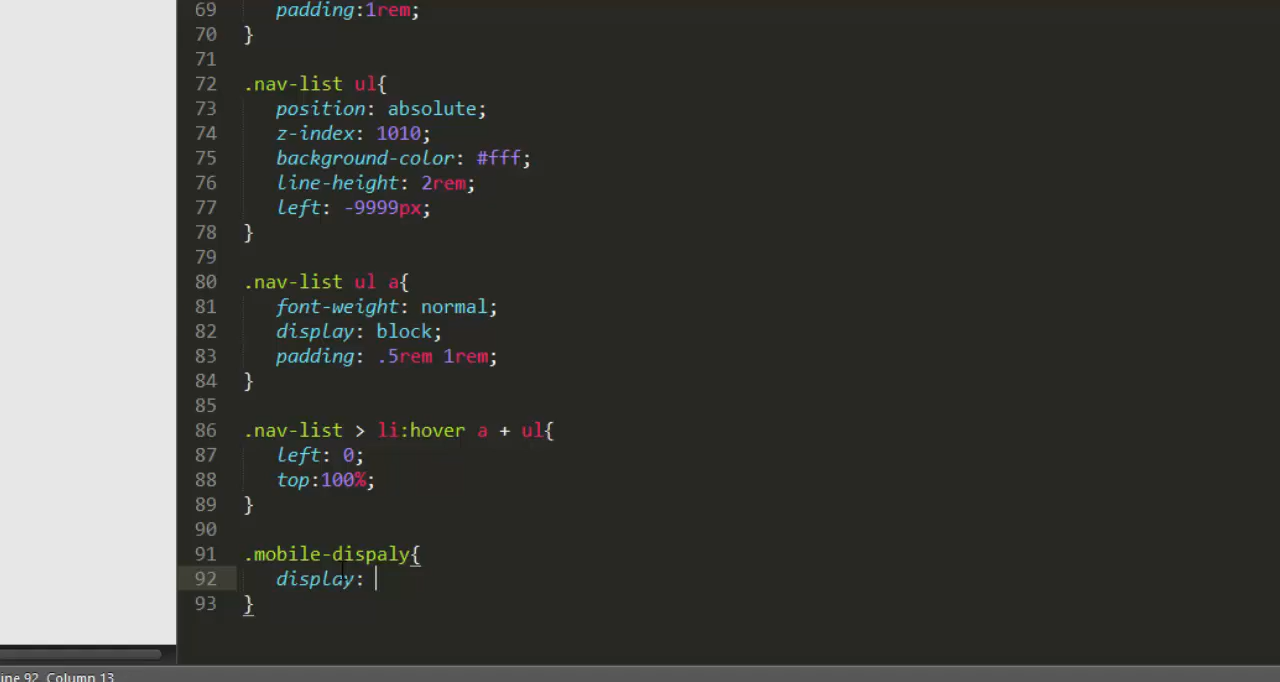 69 padding:1rem;
70 }
71
72 .nav-list ul{
73 position: absolute;
74 z-index: 1010;
75 background-color: #fff;
76 line-height: 2rem;
77 left: -9999px;
78 }
79
80 .nav-list ul a{
81 font-weight: normal;
82 display: block;
83 padding: .5rem 1rem;
84 }
85
86 .nav-list > li:hover a + ul{
87 left: 0;
88 top:100%;
89 }
90
91 .mobile-dispaly{
92 display:
93 }
ine 92, Column 13